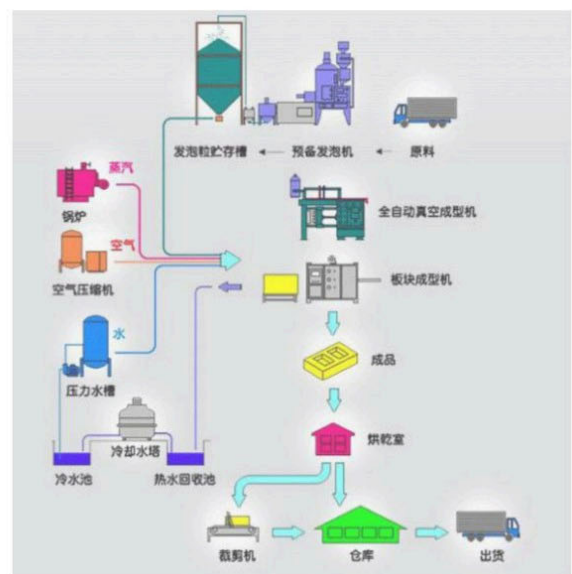 发泡粒贮存槽
预备发泡机
原料
蒸汽
锅炉
全自动真空成型机
空气
空气压缩机
板块成型机
水
压力水槽
成品
冷却水塔
烘乾室
冷水池
热水回收池
裁剪机
仓库
出货